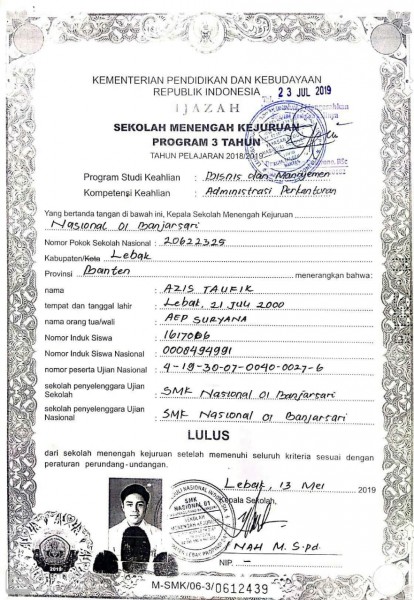 KEMENTERIAN PENDIDIKAN DAN KEBUDAYAAN
REPUBLIK INDONESIA
23 JUL 2019
IJAZAH
SEKOLAH MENENGAH KEJURUAN
PROGRAM 3 TAHUN
TAHUN PELAJARAN 2018/2019
Program Studi Keahlian : Bisnis dan Manajemen
Kompetensi Keahlian : Administrasi Perkantoran
Yang bertanda tangan di bawah ini, Kepala Sekolah Menengah Kejuruan
Nasional 01 Banjarsari
Nomor Pokok Sekolah Nasional : 20622325
Kabupaten/Kota Lebak
Provinsi Banten menerangkan bahwa:
nama : AZIS TAUFIK
tempat dan tanggal lahir : Lebak, 21 Juli 2000
nama orang tua/wali : AEP SURYANA
Nomor Induk Siswa : 1617086
Nomor Induk Siswa Nasional : 0008494991
nomor peserta Ujian Nasional : 4-19-30-07-0040-0027-6
sekolah penyelenggara Ujian Sekolah : SMK Nasional 01 Banjarsari
sekolah penyelenggara Ujian Nasional : SMK Nasional 01 Banjarsari
LULUS
dari sekolah menengah kejuruan setelah memenuhi seluruh kriteria sesuai dengan
peraturan perundang-undangan.
Lebak, 13 Mei 2019
Kepala Sekolah,
SMK
NASIONAL 01
NAH M. S.pd.
NIP. -
2019
M-SMK/06-3/0612439